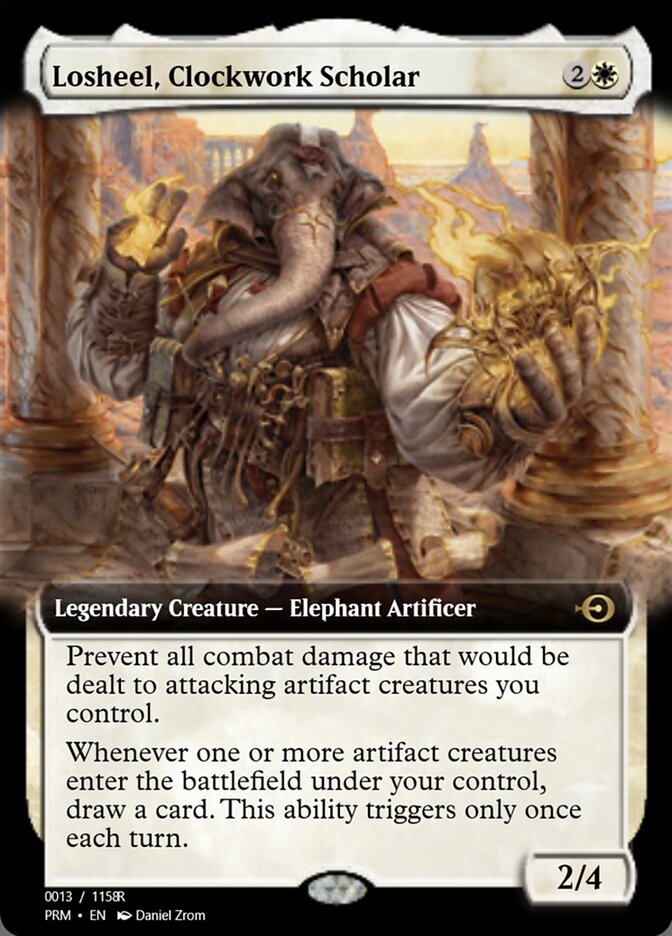 Losheel, Clockwork Scholar 2
Legendary Creature — Elephant Artificer
Prevent all combat damage that would be
dealt to attacking artifact creatures you
control.
Whenever one or more artifact creatures
enter the battlefield under your control,
draw a card. This ability triggers only once
each turn.
2/4
0013 / 1158R
PRM • EN Daniel Zrom